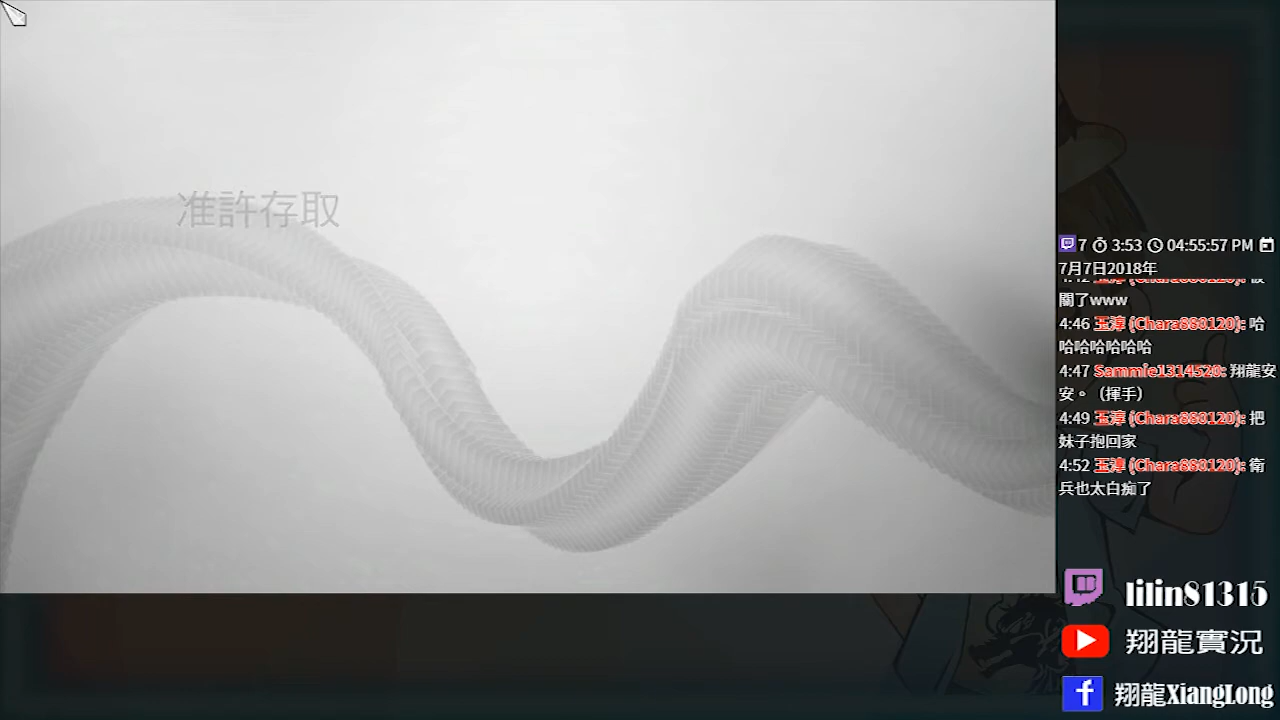 准許存取
7 3:53 04:55:57 PM
7月7日2018年
關了www
4:46 玉淳 (Chara880120): 哈
哈哈哈哈哈哈
4:47 Sammie1314520: 翔龍安
安。（揮手）
4:49 玉淳 (Chara880120): 把
妹子抱回家
4:52 玉淳 (Chara880120): 衛
兵也太白痴了
lilin81315
翔龍實況
翔龍XiangLong